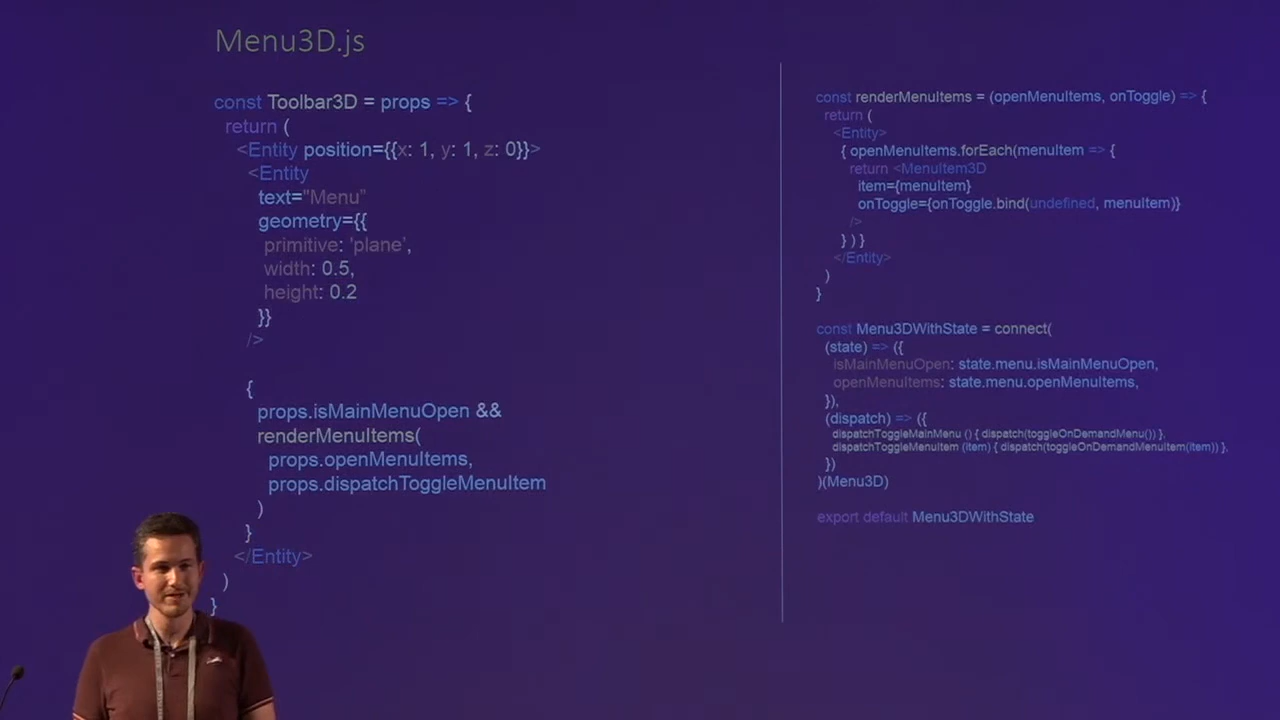 Menu3D.js
const Toolbar3D = props => {
return (
<Entity position={{x: 1, y: 1, z: 0}}>
<Entity
text="Menu"
geometry={{
primitive: 'plane',
width: 0.5,
height: 0.2
}}
/>
{
props.isMainMenuOpen &&
renderMenuItems(
props.openMenuItems,
props.dispatchToggleMenuItem
)
}
</Entity>
)
}
const renderMenuItems = (openMenuItems, onToggle) => {
return (
<Entity>
{ openMenuItems.forEach(menuItem => {
return <MenuItem3D
item={menuItem}
onToggle={onToggle.bind(undefined, menuItem)}
/>
} ) }
</Entity>
)
}
const Menu3DWithState = connect(
(state) => ({
isMainMenuOpen: state.menu.isMainMenuOpen,
openMenuItems: state.menu.openMenuItems,
}),
(dispatch) => ({
dispatchToggleMainMenu () { dispatch(toggleOnDemandMenu()) },
dispatchToggleMenuItem (item) { dispatch(toggleOnDemandMenuItem(item)) },
})
)(Menu3D)
export default Menu3DWithState